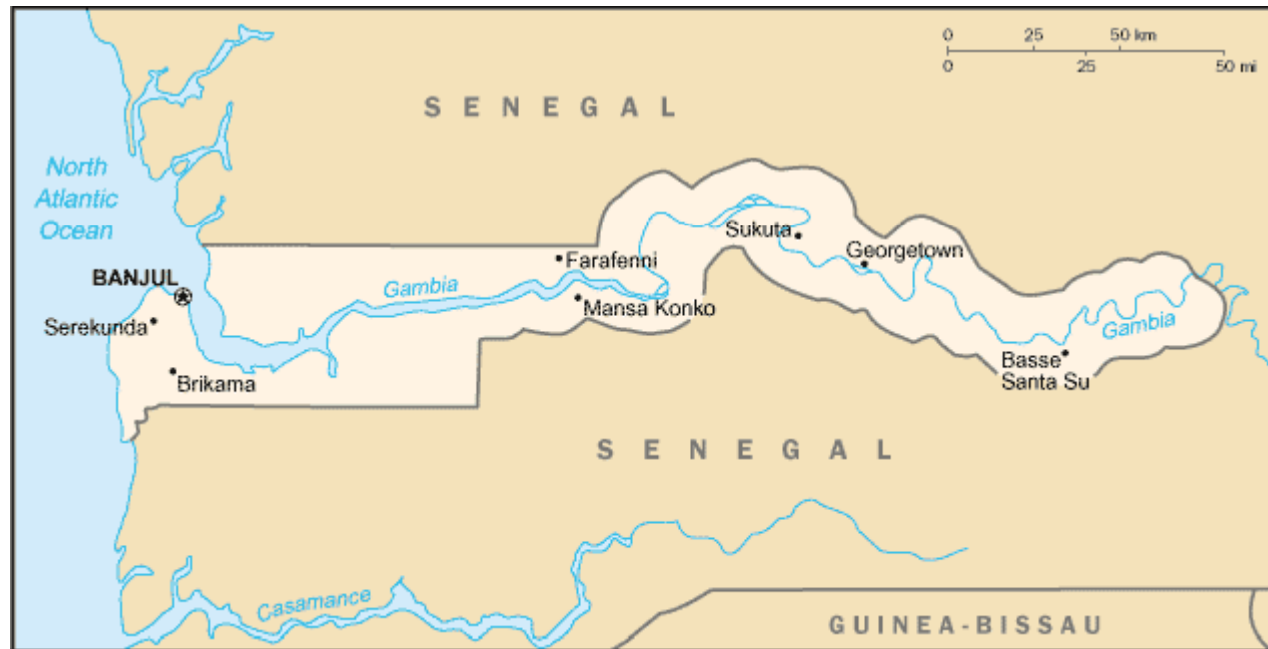 0 25 50 km
0 25 50 mi
SENEGAL
North
Atlantic
Ocean
Sukuta
Georgetown
Farafenni
BANJUL
Gambia
Mansa Konko
Serekunda
Gambia
Basse
Santa Su
Brikama
SENEGAL
Casamance
GUINEA-BISSAU